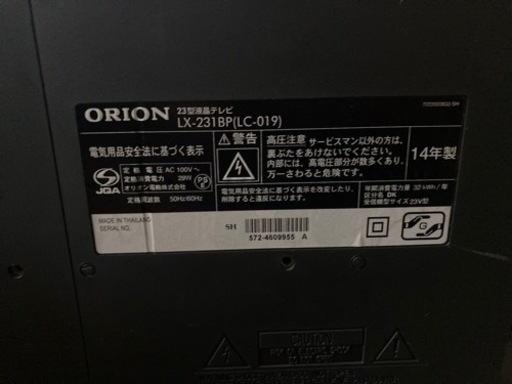 ORION 23型液晶テレビ
LX-231BP(LC-019)
電気用品安全法に基づく表示
⚠警告
高圧注意 サービスマン以外の方は、
裏ぶたをあけないでください。
内部には、高電圧部分が数多くあり、
万一さわると危険です。
14年製
JQA
定格電圧 AC 100V~
定格消費電力 29W
オリオン電機株式会社
定格周波数 50Hz/60Hz
PS
E
電気用品安全法に基づく表示を改変したり、
削除すると違反になります。
年間消費電力量 32 kWh/年
区分名 DK
受信機型サイズ 23V型
MADE IN THAILAND
SERIAL NO.
SH
572-4609955 A
G